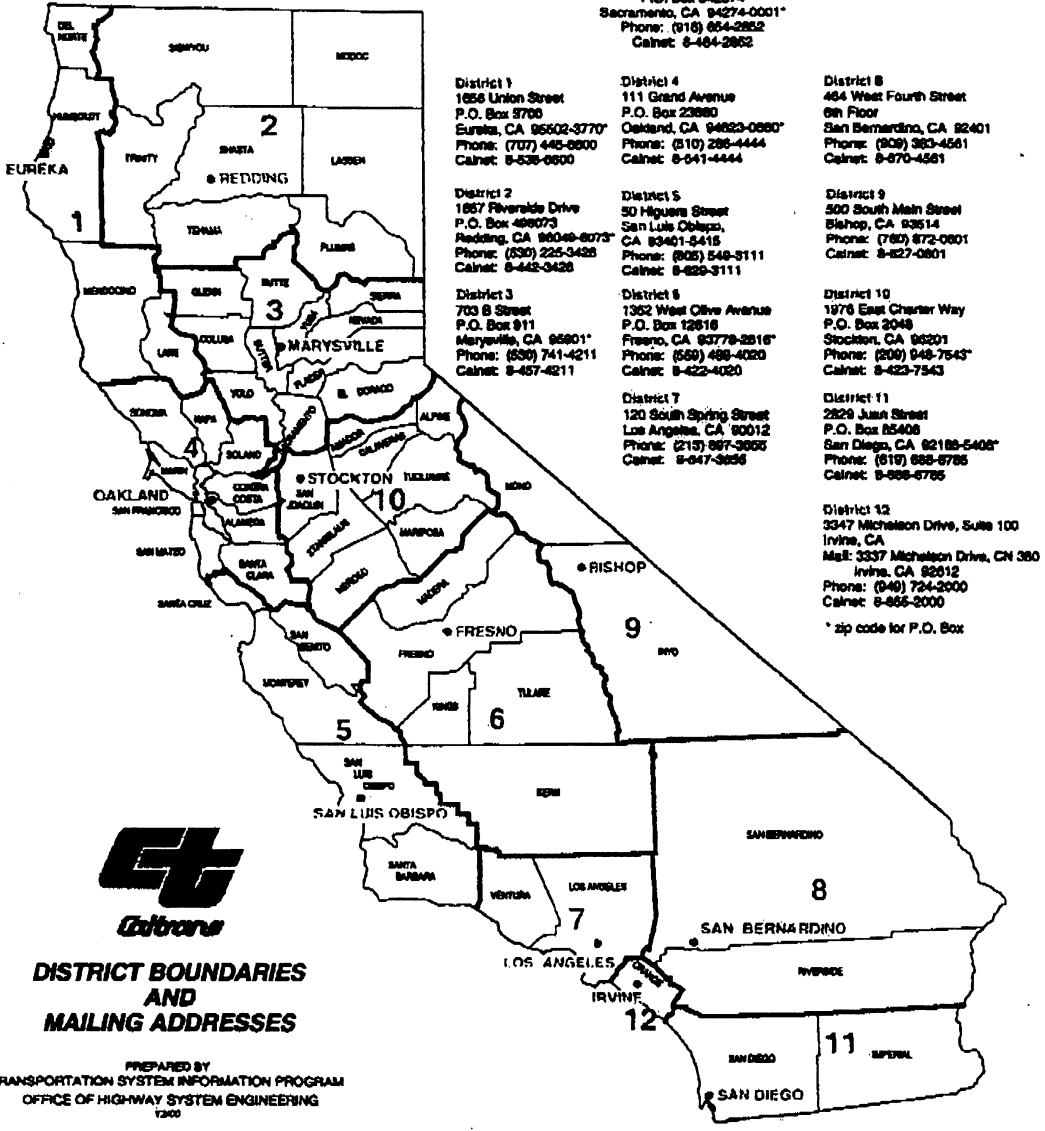 Sacramento, CA 94274-0001*
Phone: (916) 654-2852
Calnet: 8-464-2852
District 1
1656 Union Street
P.O. Box 3700
Eureka, CA 95502-3770*
Phone: (707) 445-6600
Calnet: 8-538-6600
District 2
1657 Riverside Drive
P.O. Box 496073
Redding, CA 96049-6073*
Phone: (530) 225-3426
Calnet: 8-442-3426
District 3
703 B Street
P.O. Box 911
Marysville, CA 95901*
Phone: (530) 741-4211
Calnet: 8-457-4211
District 4
111 Grand Avenue
P.O. Box 23660
Oakland, CA 94623-0660*
Phone: (510) 286-4444
Calnet: 8-541-4444
District 5
50 Higuera Street
San Luis Obispo,
CA 93401-5415
Phone: (805) 549-3111
Calnet: 8-629-3111
District 6
1352 West Olive Avenue
P.O. Box 12616
Fresno, CA 93778-2616*
Phone: (559) 488-4020
Calnet: 8-422-4020
District 7
120 South Spring Street
Los Angeles, CA 90012
Phone: (213) 897-3656
Calnet: 8-647-3656
District 8
464 West Fourth Street
6th Floor
San Bernardino, CA 92401
Phone: (909) 383-4561
Calnet: 8-670-4561
District 9
500 South Main Street
Bishop, CA 93514
Phone: (760) 872-0601
Calnet: 8-627-0601
District 10
1976 East Charter Way
P.O. Box 2048
Stockton, CA 95201
Phone: (209) 948-7543*
Calnet: 8-423-7543
District 11
2829 Juan Street
P.O. Box 85406
San Diego, CA 92186-5406*
Phone: (619) 688-6785
Calnet: 8-688-6785
District 12
3347 Michelson Drive, Suite 100
Irvine, CA
Mail: 3337 Michelson Drive, CN 380
Irvine, CA 92612
Phone: (949) 724-2000
Calnet: 8-655-2000
* zip code for P.O. Box
DEL
NORTE
SISKIYOU
MODOC
HUMBOLDT
2
TRINITY
SHASTA
LASSEN
EUREKA
REDDING
1
TEHAMA
PLUMAS
MENDOCINO
GLENN
BUTTE
3
SIERRA
YUBA
NEVADA
LAKE
COLUSA
SUTTER
MARYSVILLE
PLACER
YOLO
EL DORADO
SONOMA
NAPA
SACRAMENTO
ALPINE
4
SOLANO
AMADOR
CALAVERAS
MARIN
STOCKTON
TUOLUMNE
MONO
OAKLAND
CONTRA
COSTA
SAN
JOAQUIN
10
SAN FRANCISCO
ALAMEDA
STANISLAUS
MARIPOSA
SAN MATEO
SANTA
CLARA
MERCED
MADERA
BISHOP
SANTA CRUZ
SAN
BENITO
FRESNO
FRESNO
9
INYO
MONTEREY
KINGS
TULARE
6
5
SAN
LUIS
OBISPO
SAN LUIS OBISPO
KERN
SAN BERNARDINO
SANTA
BARBARA
VENTURA
LOS ANGELES
7
8
SAN BERNARDINO
LOS ANGELES
ORANGE
RIVERSIDE
IRVINE
12
SAN DIEGO
11
IMPERIAL
SAN DIEGO
Caltrans
DISTRICT BOUNDARIES
AND
MAILING ADDRESSES
PREPARED BY
RANSPORTATION SYSTEM INFORMATION PROGRAM
OFFICE OF HIGHWAY SYSTEM ENGINEERING